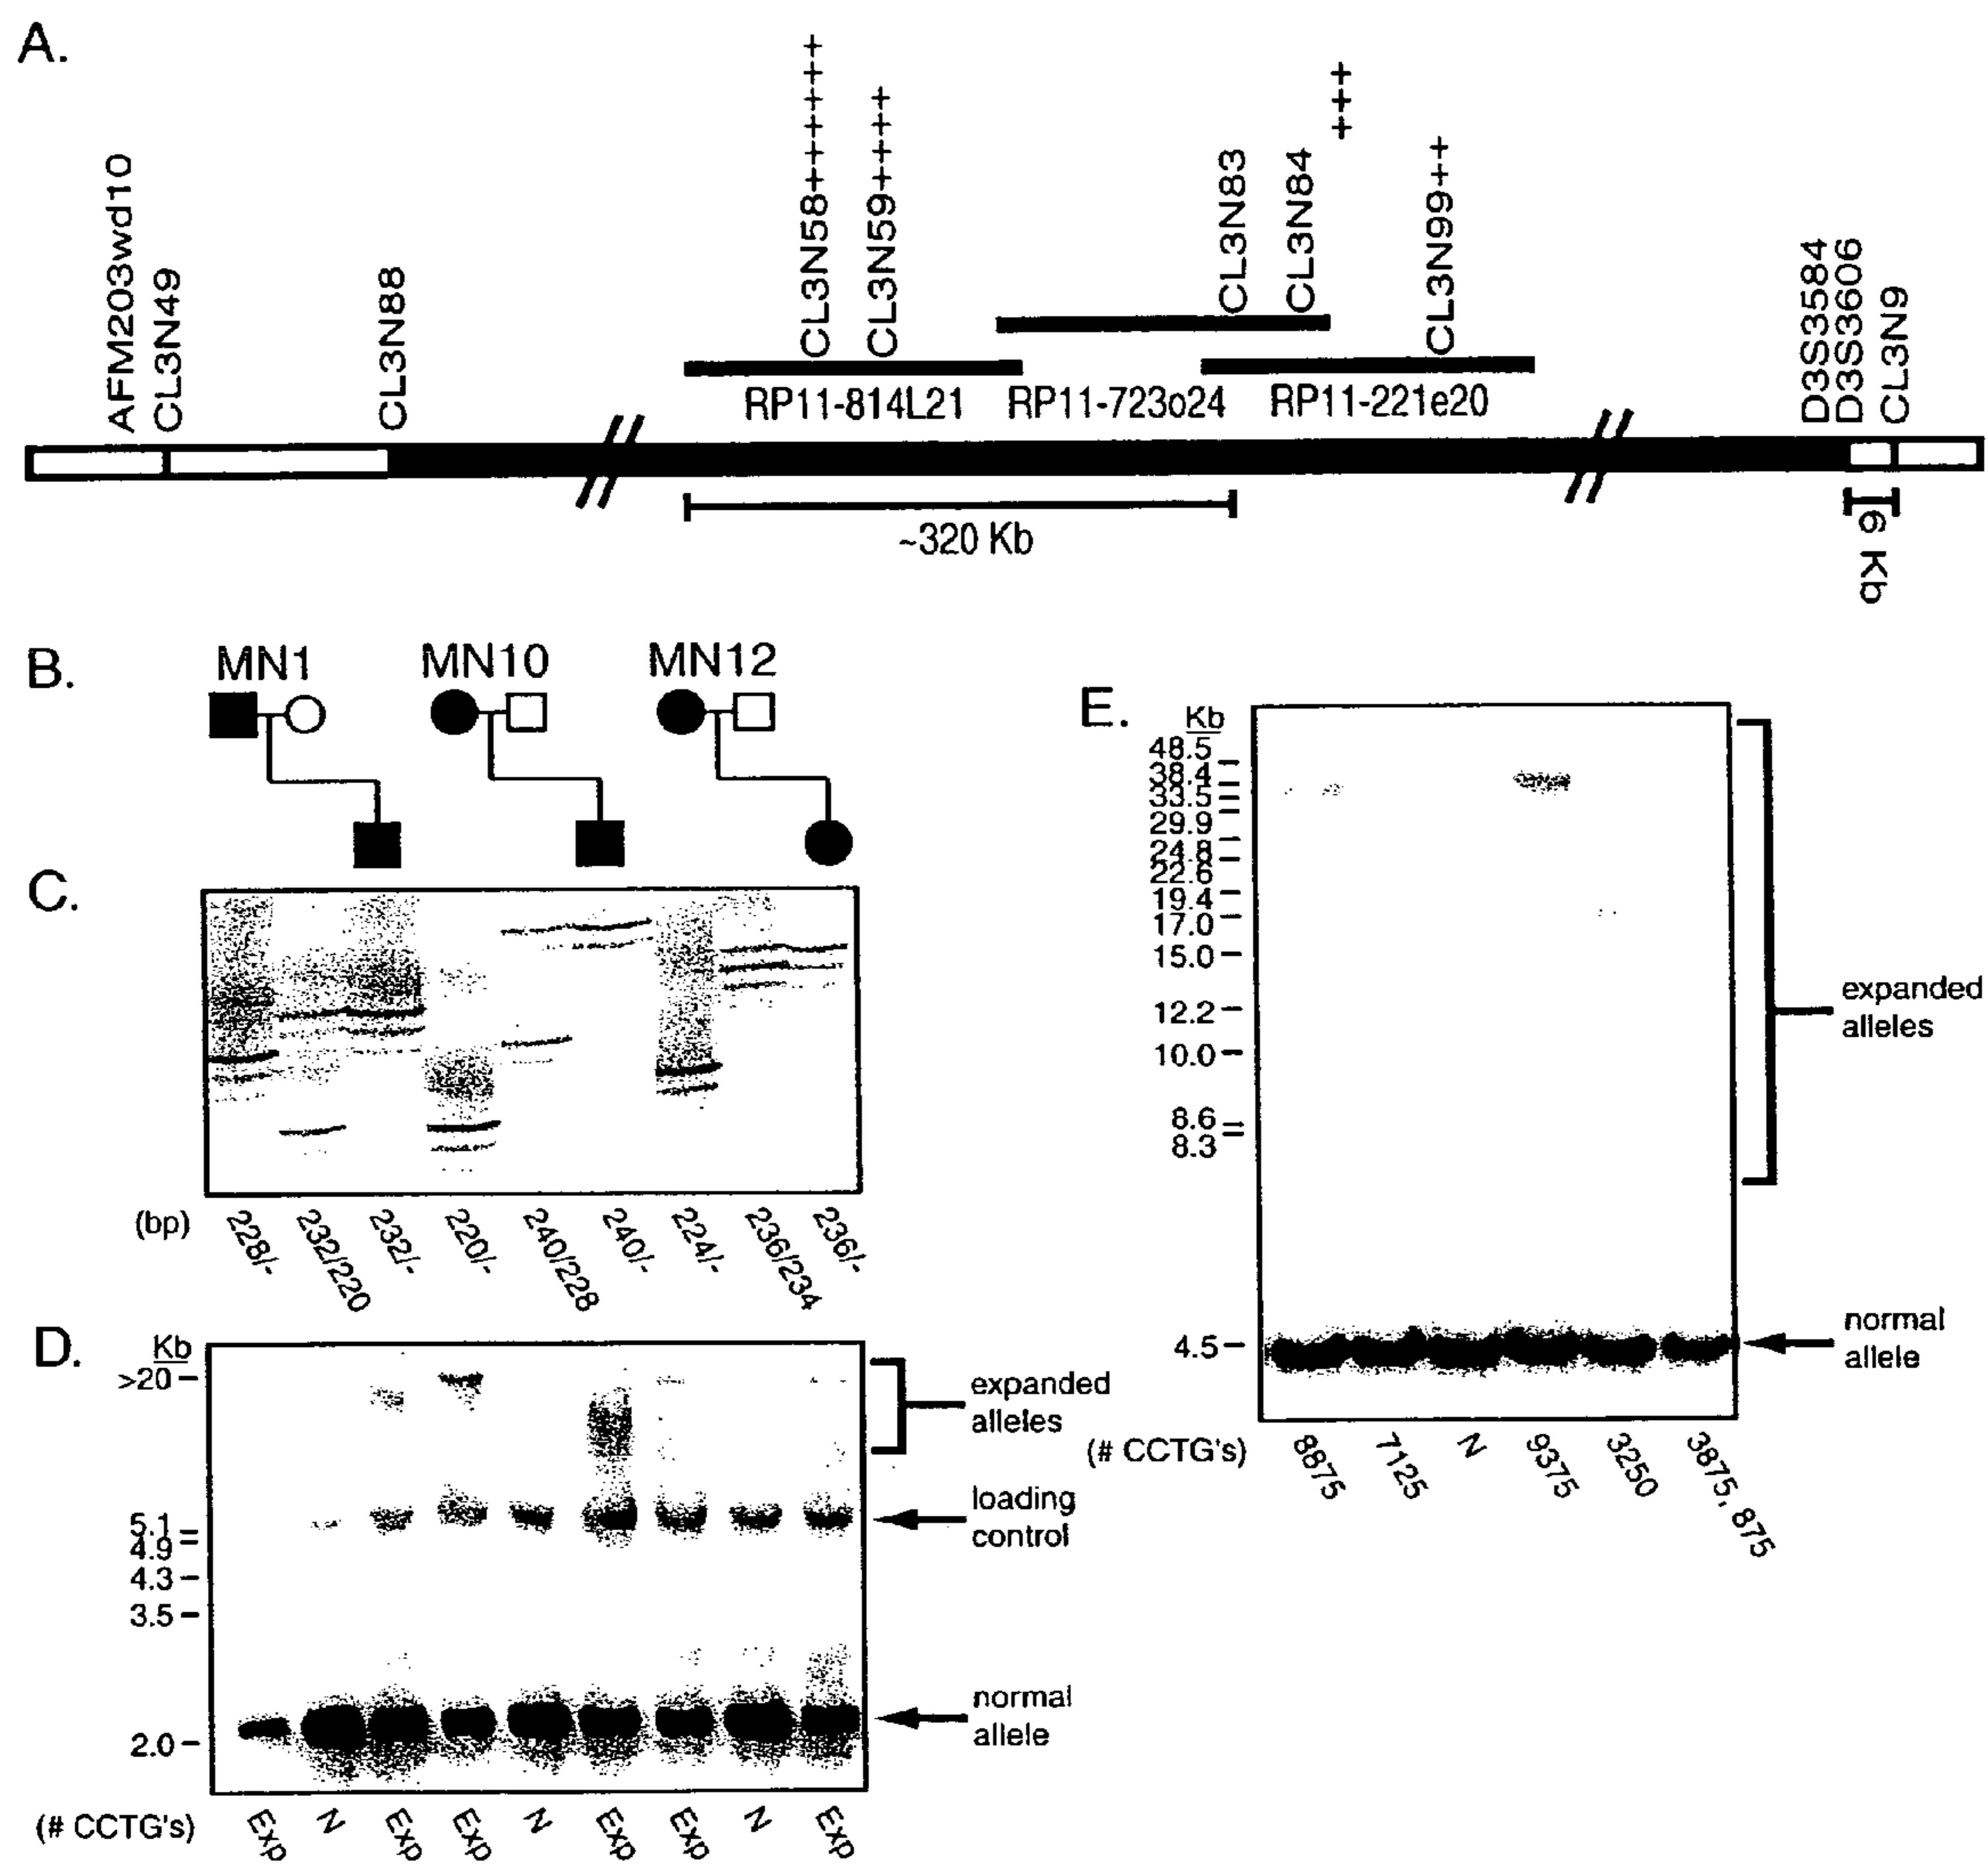 A.
AFM203wd10
CL3N49
CL3N88
CL3N58+++++++
CL3N59++++
CL3N83
CL3N84
+++
CL3N99++
D3S3584
D3S3606
CL3N9
RP11-814L21
RP11-723o24
RP11-221e20
~320 Kb
6 Kb
B.
MN1
MN10
MN12
C.
(bp)
228/-
232/220
232/-
220/-
240/228
240/-
224/-
236/234
236/-
D.
Kb
>20
5.1
4.9
4.3
3.5
2.0
expanded
alleles
loading
control
normal
allele
(# CCTG's)
Exp
N
Exp
Exp
N
Exp
Exp
N
Exp
E.
Kb
48.5
38.4
33.5
29.9
24.8
22.6
19.4
17.0
15.0
12.2
10.0
8.6
8.3
4.5
expanded
alleles
normal
allele
(# CCTG's)
8875
7125
N
9375
3250
3875, 875